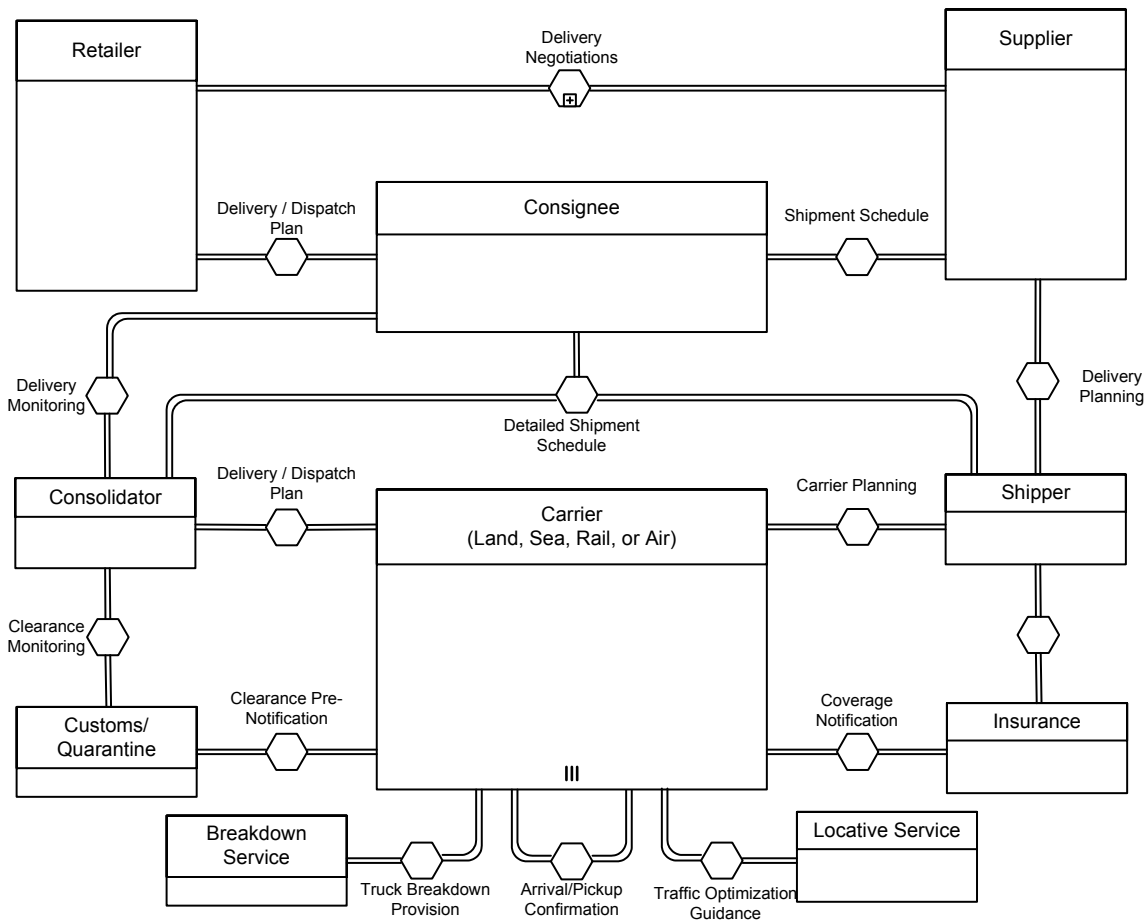 Retailer
Delivery
Negotiations
Supplier
Delivery / Dispatch
Plan
Consignee
Shipment Schedule
Delivery
Monitoring
Detailed Shipment
Schedule
Delivery
Planning
Consolidator
Delivery / Dispatch
Plan
Carrier
(Land, Sea, Rail, or Air)
Carrier Planning
Shipper
Clearance
Monitoring
Customs/
Quarantine
Clearance Pre-
Notification
Coverage
Notification
Insurance
Breakdown
Service
Truck Breakdown
Provision
Arrival/Pickup
Confirmation
Traffic Optimization
Guidance
Locative Service